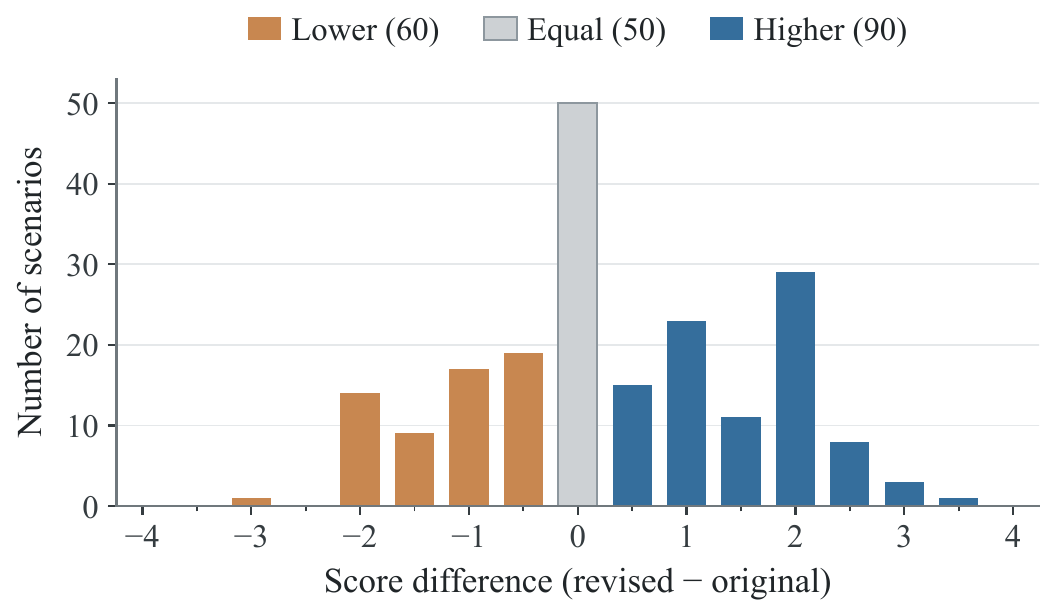 Lower (60) Equal (50) Higher (90)
Number of scenarios
50
40
30
20
10
0
−4 −3 −2 −1 0 1 2 3 4
Score difference (revised − original)